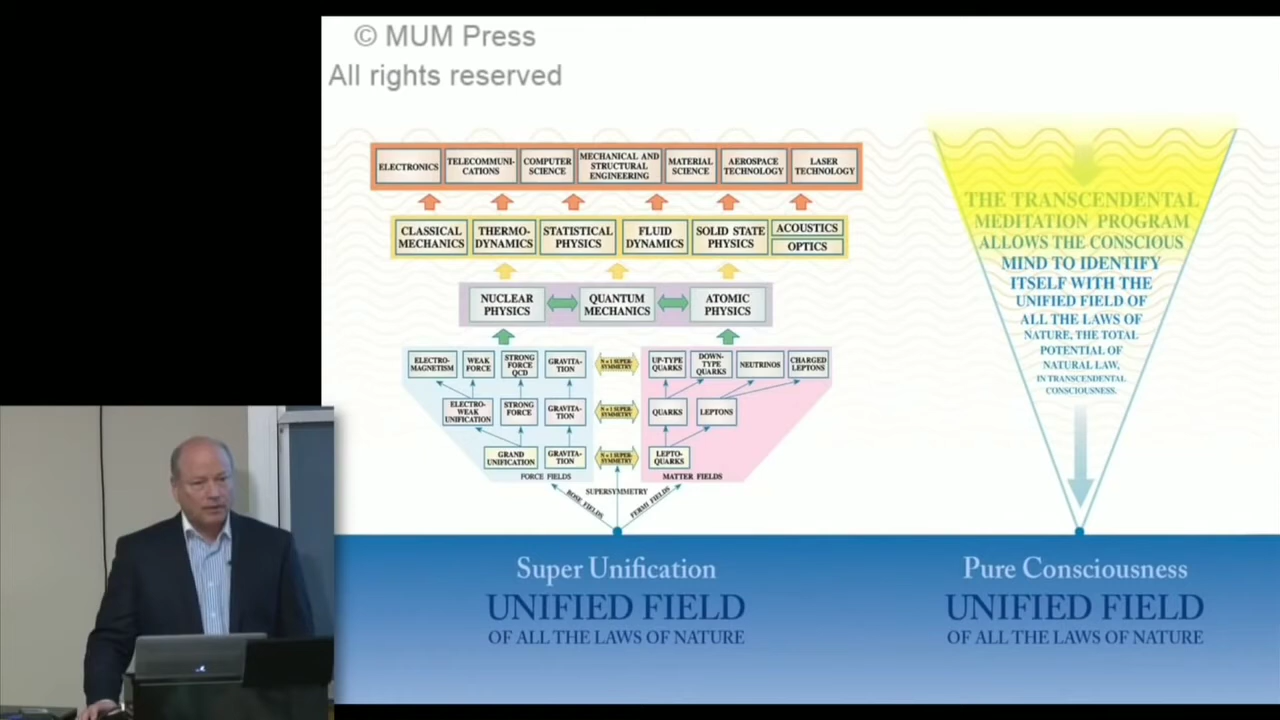 © MUM Press
All rights reserved
ELECTRONICS
TELECOMMUNI-
CATIONS
COMPUTER
SCIENCE
MECHANICAL AND
STRUCTURAL
ENGINEERING
MATERIAL
SCIENCE
AEROSPACE
TECHNOLOGY
LASER
TECHNOLOGY
CLASSICAL
MECHANICS
THERMO-
DYNAMICS
STATISTICAL
PHYSICS
FLUID
DYNAMICS
SOLID STATE
PHYSICS
ACOUSTICS
OPTICS
NUCLEAR
PHYSICS
QUANTUM
MECHANICS
ATOMIC
PHYSICS
ELECTRO-
MAGNETISM
WEAK
FORCE
STRONG
FORCE
QCD
GRAVITA-
TION
N = 1 SUPER-
SYMMETRY
UP-TYPE
QUARKS
DOWN-
TYPE
QUARKS
NEUTRINOS
CHARGED
LEPTONS
ELECTRO-
WEAK
UNIFICATION
STRONG
FORCE
GRAVITA-
TION
N = 1 SUPER-
SYMMETRY
QUARKS
LEPTONS
GRAND
UNIFICATION
GRAVITA-
TION
N = 1 SUPER-
SYMMETRY
LEPTO-
QUARKS
FORCE FIELDS
MATTER FIELDS
SUPERSYMMETRY
BOSE FIELDS
FERMI FIELDS
Super Unification
UNIFIED FIELD
OF ALL THE LAWS OF NATURE
THE TRANSCENDENTAL
MEDITATION PROGRAM
ALLOWS THE CONSCIOUS
MIND TO IDENTIFY
ITSELF WITH THE
UNIFIED FIELD OF
ALL THE LAWS OF
NATURE, THE TOTAL
POTENTIAL OF
NATURAL LAW,
IN TRANSCENDENTAL
CONSCIOUSNESS.
Pure Consciousness
UNIFIED FIELD
OF ALL THE LAWS OF NATURE